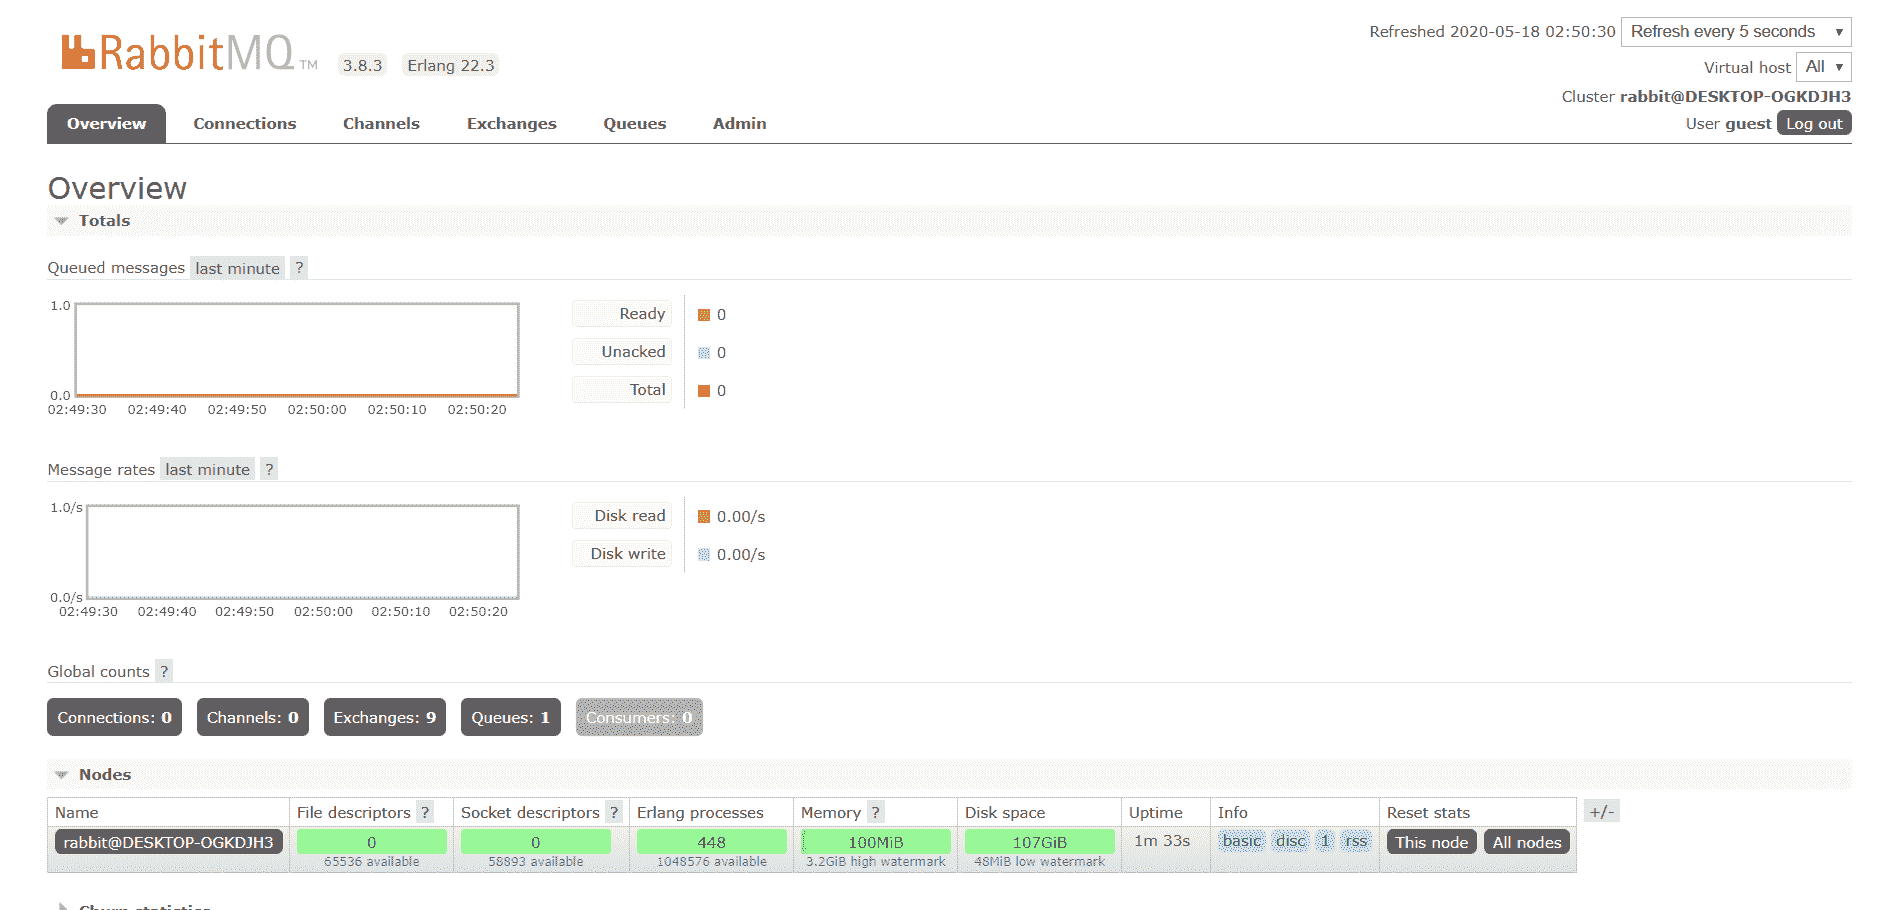 RabbitMQ TM 3.8.3 Erlang 22.3
Refreshed 2020-05-18 02:50:30 Refresh every 5 seconds
Virtual host All
Cluster rabbit@DESKTOP-OGKDJH3
User guest Log out
Overview Connections Channels Exchanges Queues Admin
Overview
Totals
Queued messages last minute ?
1.0
0.0
02:49:30 02:49:40 02:49:50 02:50:00 02:50:10 02:50:20
Ready 0
Unacked 0
Total 0
Message rates last minute ?
1.0/s
0.0/s
02:49:30 02:49:40 02:49:50 02:50:00 02:50:10 02:50:20
Disk read 0.00/s
Disk write 0.00/s
Global counts ?
Connections: 0 Channels: 0 Exchanges: 9 Queues: 1 Consumers: 0
Nodes
Name File descriptors ? Socket descriptors ? Erlang processes Memory ? Disk space Uptime Info Reset stats +/-
rabbit@DESKTOP-OGKDJH3 0 0 448 100MiB 107GiB 1m 33s basic disc 1 rss This node All nodes
65536 available 58893 available 1048576 available 3.2GiB high watermark 48MiB low watermark
Churn statistics